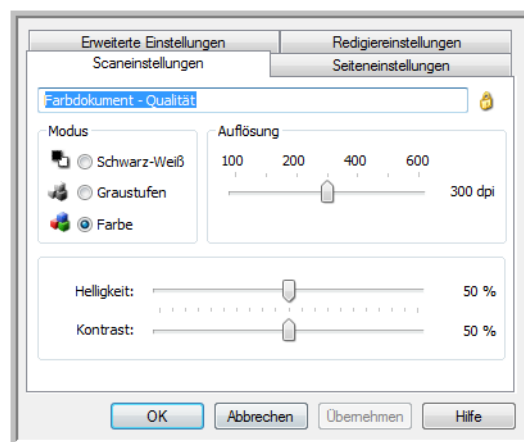 Erweiterte Einstellungen Redigiereinstellungen
Scaneinstellungen Seiteneinstellungen
Farbdokument - Qualität
Modus Auflösung
Schwarz-Weiß 100 200 400 600
Graustufen 300 dpi
Farbe
Helligkeit: 50 %
Kontrast: 50 %
OK Abbrechen Übernehmen Hilfe